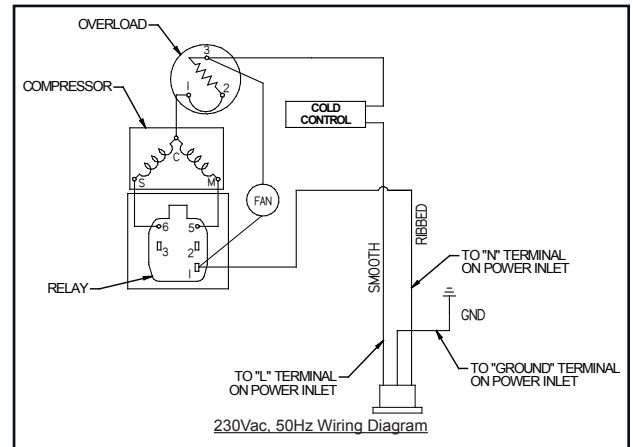 OVERLOAD
3
1
2
COMPRESSOR
COLD
CONTROL
C
S
M
FAN
6
5
3
2
1
RELAY
SMOOTH
RIBBED
TO "N" TERMINAL
ON POWER INLET
GND
TO "L" TERMINAL
ON POWER INLET
TO "GROUND" TERMINAL
ON POWER INLET
230Vac, 50Hz Wiring Diagram